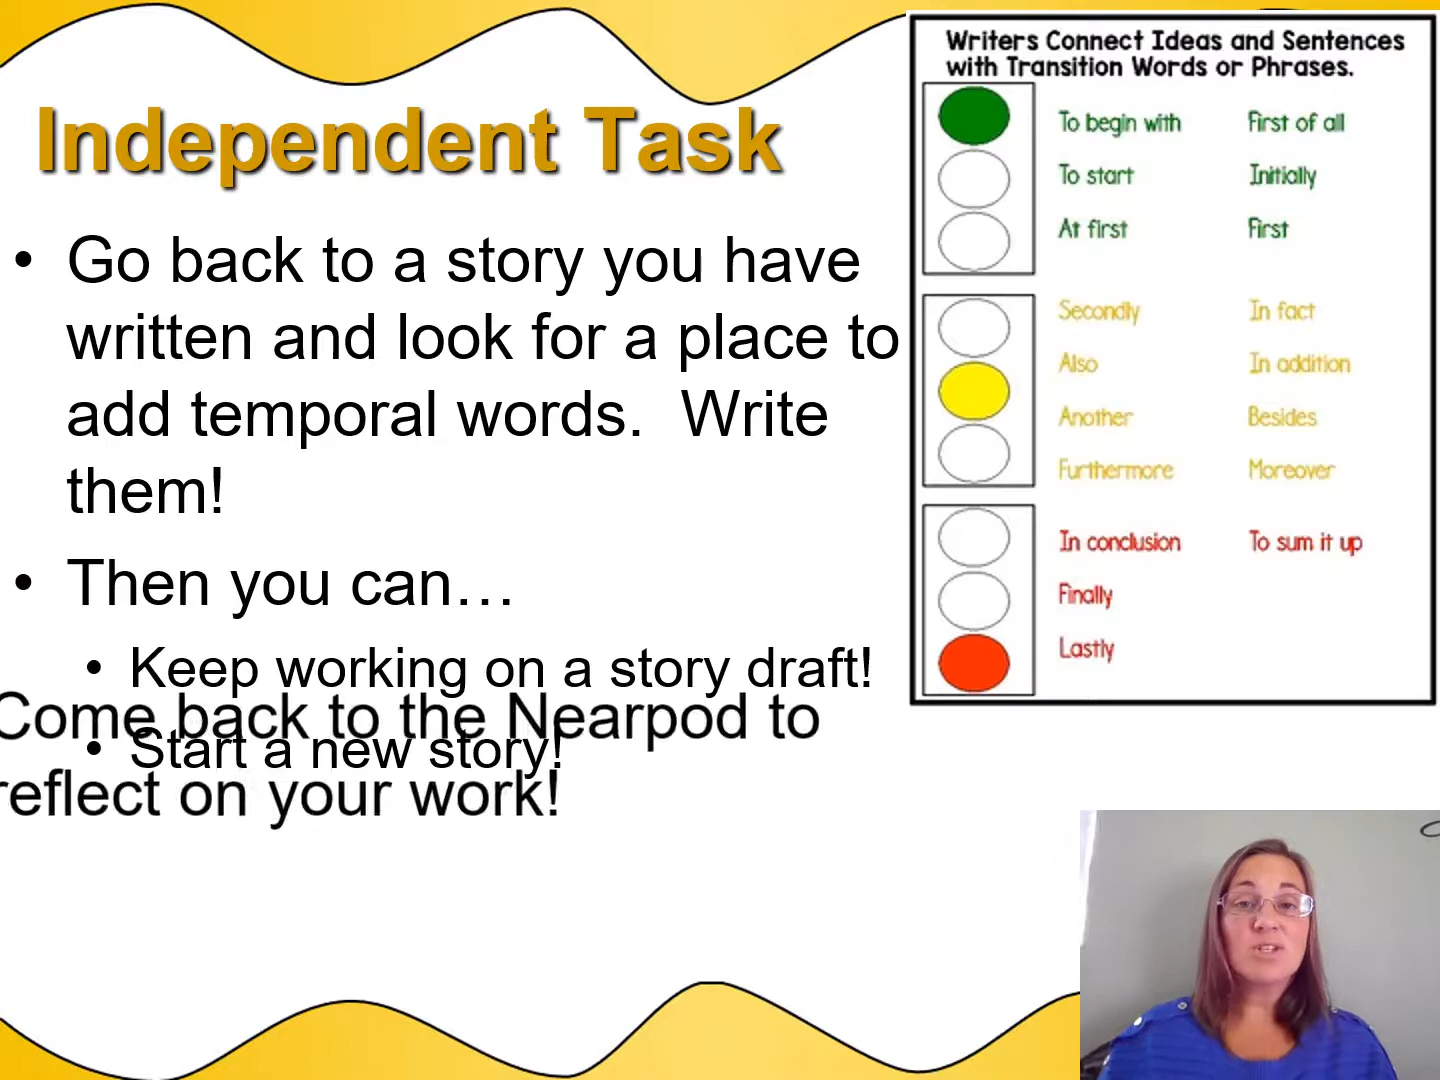 Independent Task
• Go back to a story you have
written and look for a place to
add temporal words.  Write
them!
• Then you can…
• Keep working on a story draft!
• Start a new story!
Come back to the Nearpod to
reflect on your work!
Writers Connect Ideas and Sentences
with Transition Words or Phrases.
To begin with First of all
To start Initially
At first First
Secondly In fact
Also In addition
Another Besides
Furthermore Moreover
In conclusion To sum it up
Finally
Lastly